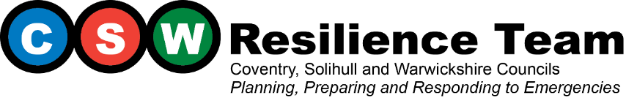 CSW Resilience Team
Coventry, Solihull and Warwickshire Councils
Planning, Preparing and Responding to Emergencies